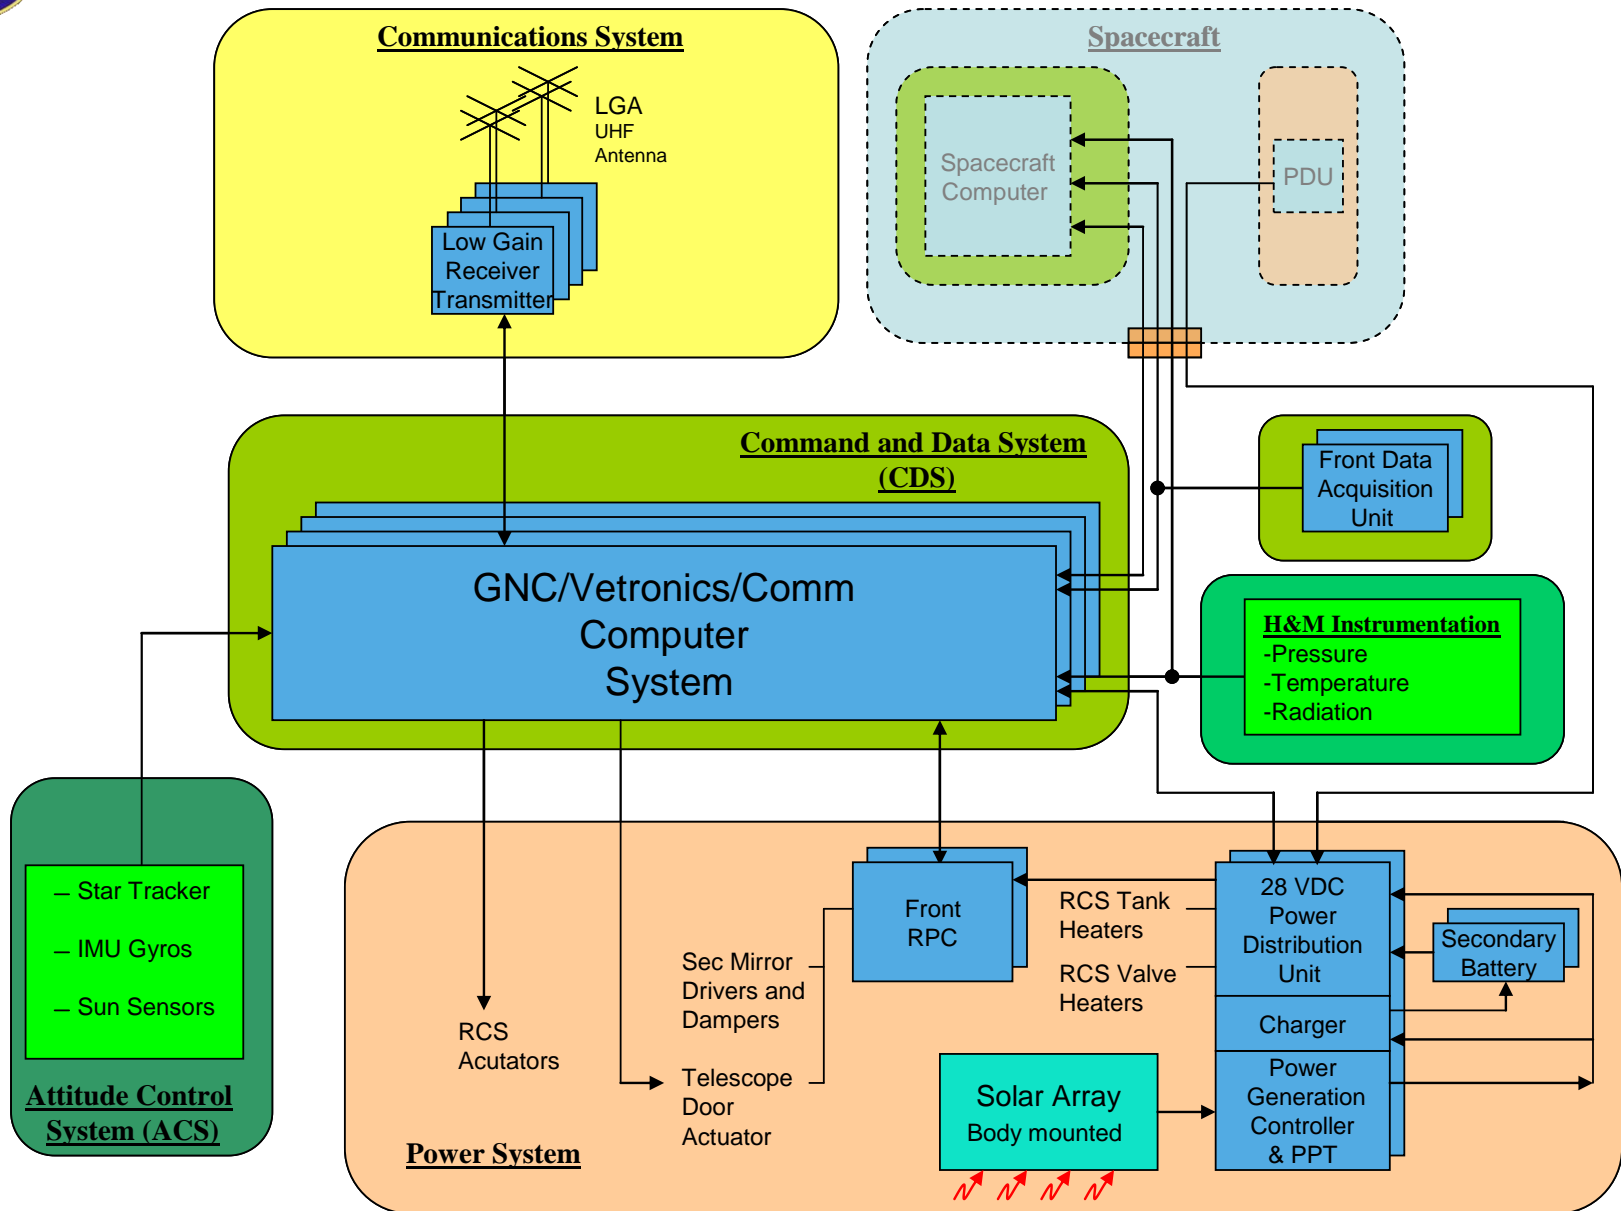 Communications System
LGA
UHF
Antenna
Low Gain
Receiver
Transmitter
Spacecraft
Spacecraft
Computer
PDU
Command and Data System
(CDS)
GNC/Vetronics/Comm
Computer
System
Front Data
Acquisition
Unit
H&M Instrumentation
-Pressure
-Temperature
-Radiation
– Star Tracker
– IMU Gyros
– Sun Sensors
Attitude Control
System (ACS)
RCS
Acutators
Sec Mirror
Drivers and
Dampers
Telescope
Door
Actuator
Front
RPC
RCS Tank
Heaters
RCS Valve
Heaters
28 VDC
Power
Distribution
Unit
Charger
Power
Generation
Controller
& PPT
Secondary
Battery
Solar Array
Body mounted
Power System